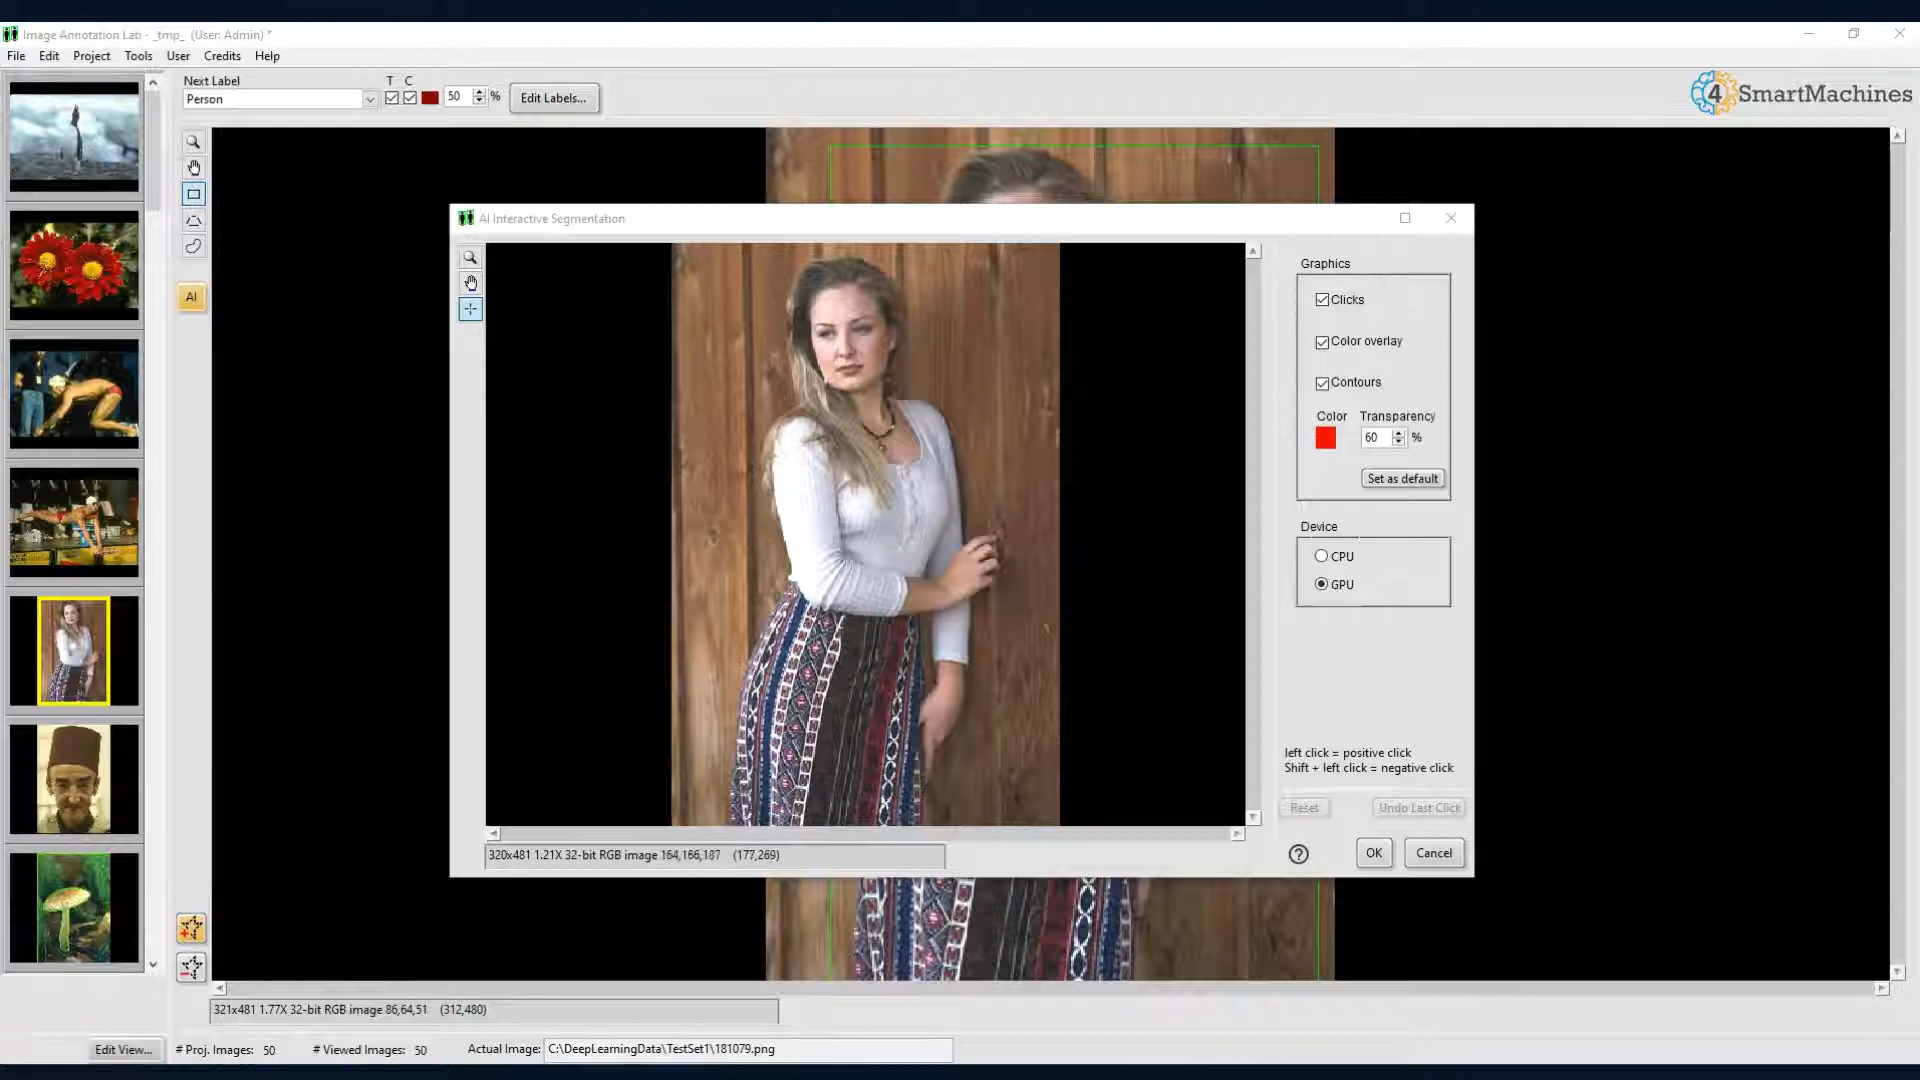 Image Annotation Lab - _tmp_ (User: Admin) *
File Edit Project Tools User Credits Help
Next Label T C
Person 50 % Edit Labels...
4SmartMachines
AI Interactive Segmentation
Graphics
Clicks
Color overlay
Contours
Color Transparency
60 %
Set as default
Device
CPU
GPU
left click = positive click
Shift + left click = negative click
Reset Undo Last Click
OK Cancel
320x481 1.21X 32-bit RGB image 164,166,187 (177,269)
AI
321x481 1.77X 32-bit RGB image 86,64,51 (312,480)
Edit View... # Proj. Images: 50 # Viewed Images: 50 Actual Image: C:\DeepLearningData\TestSet1\181079.png